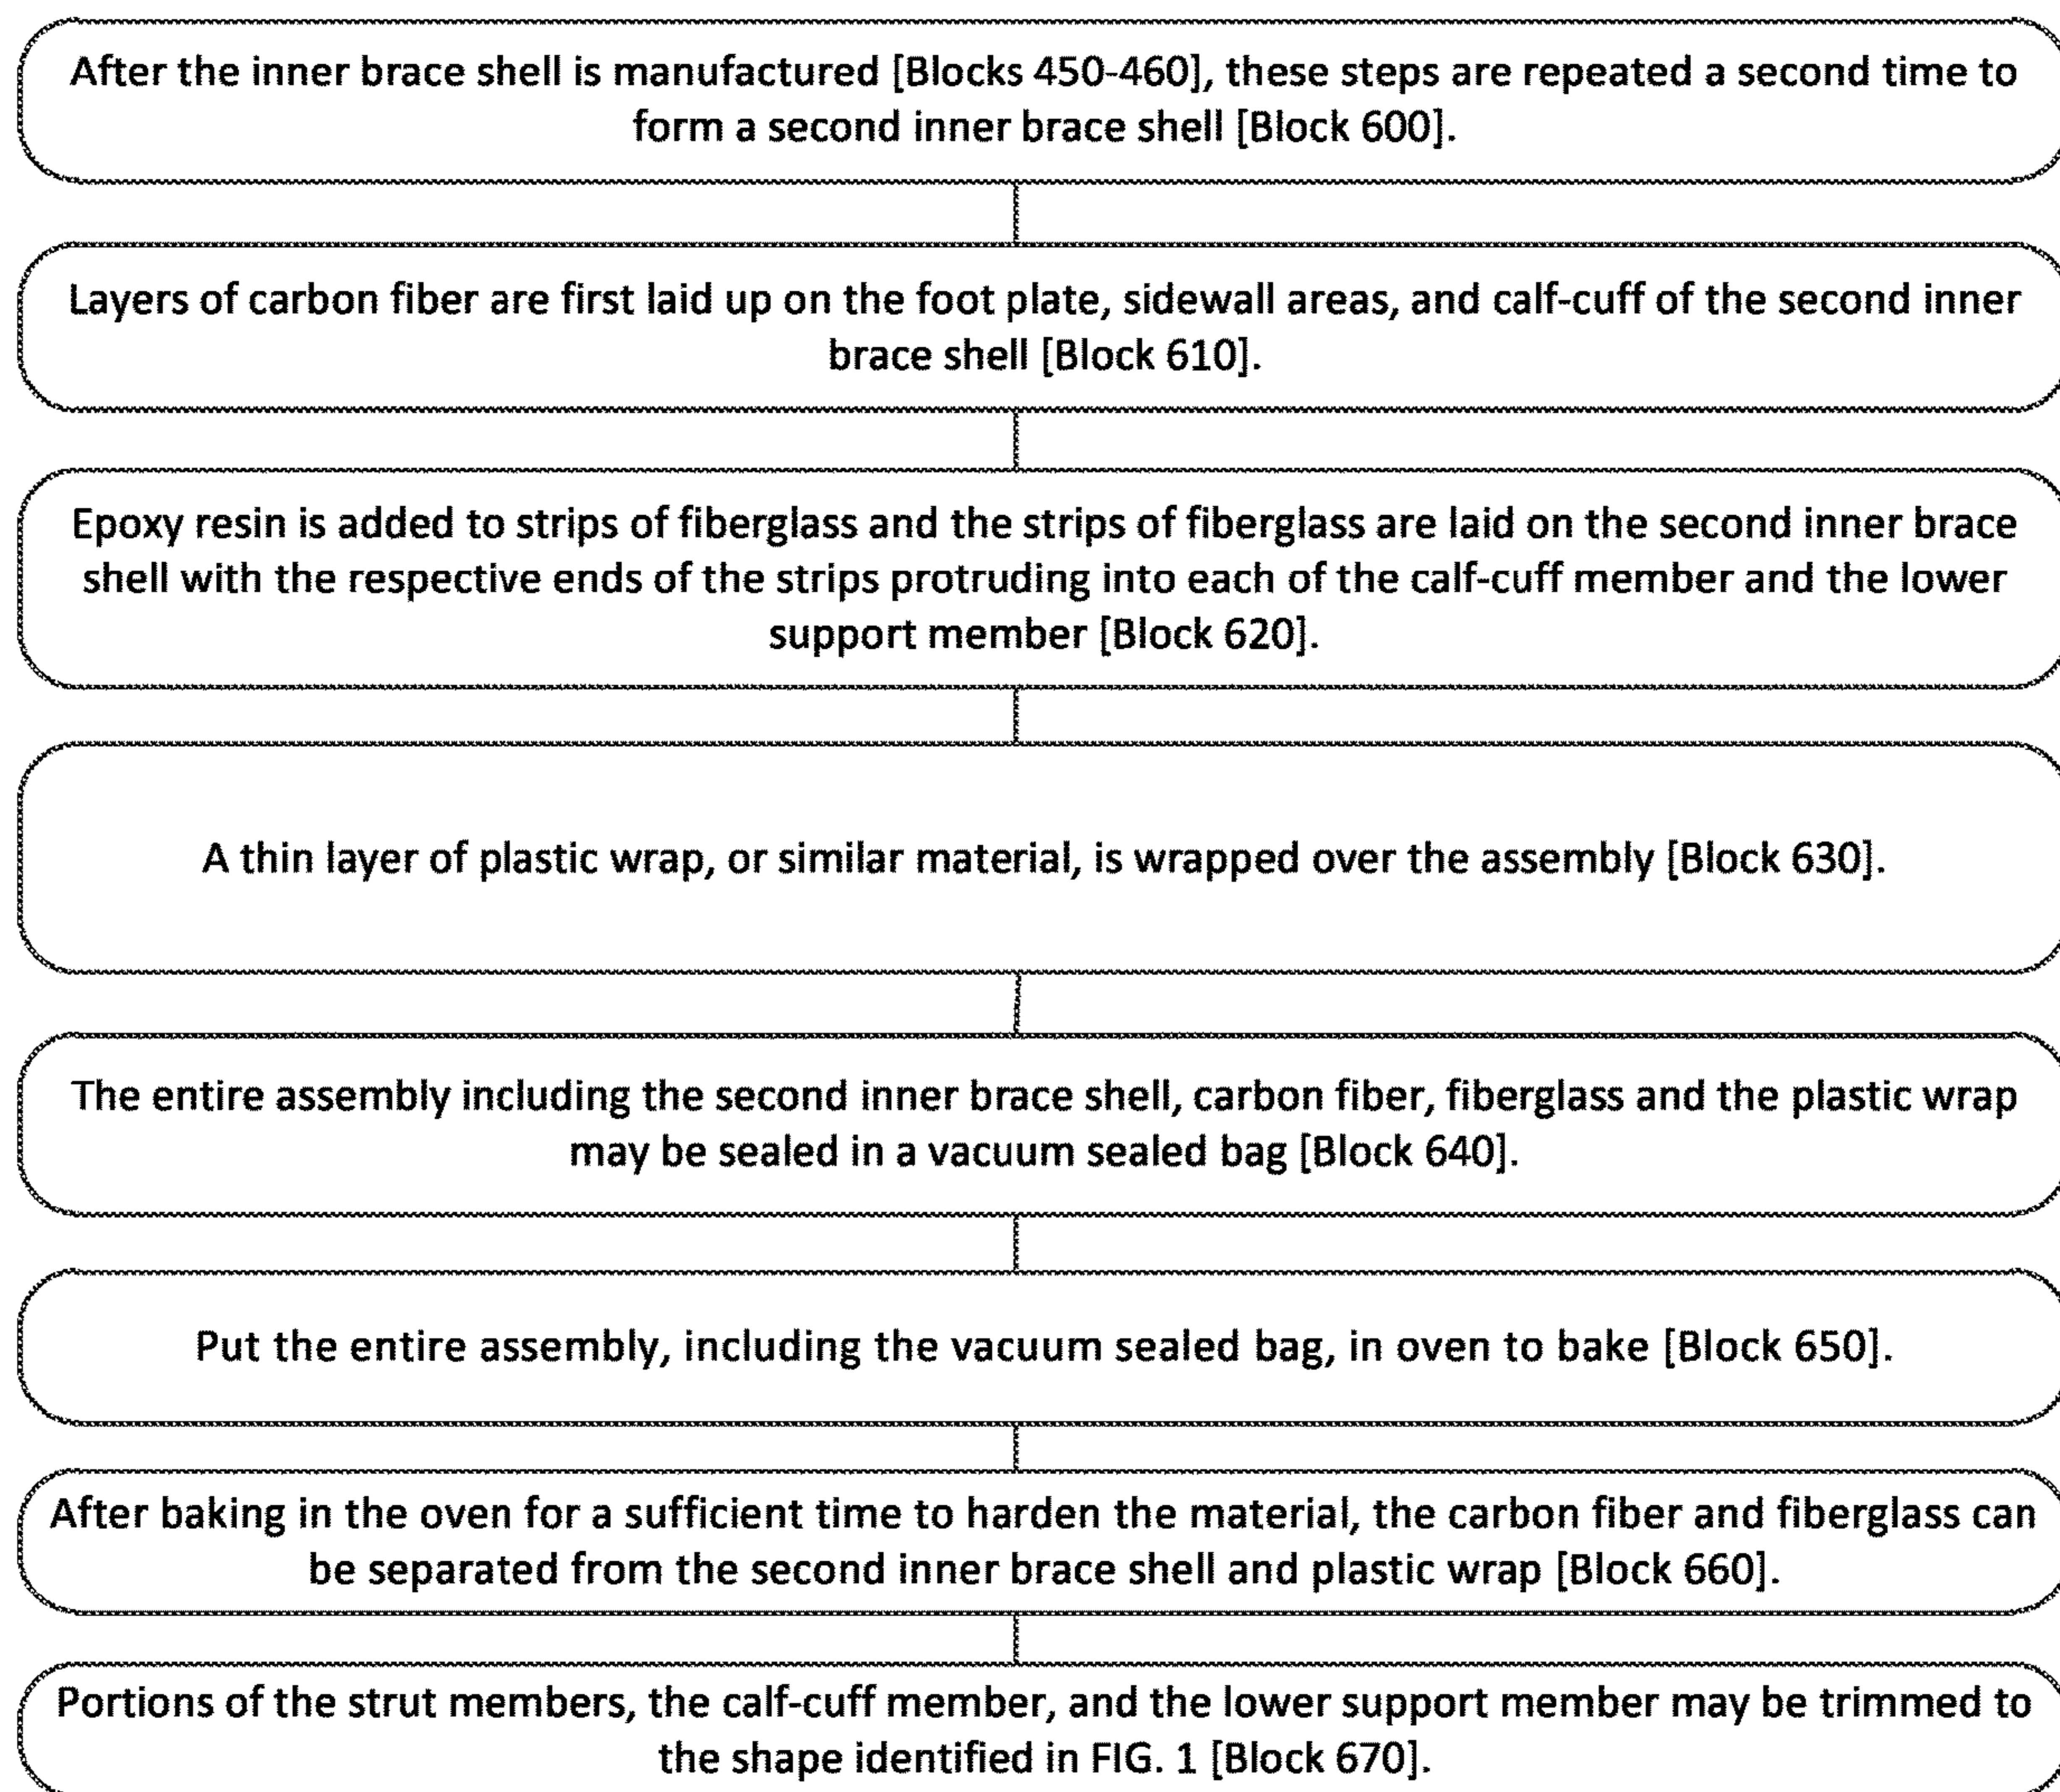 After the inner brace shell is manufactured [Blocks 450-460], these steps are repeated a second time to
form a second inner brace shell [Block 600].
Layers of carbon fiber are first laid up on the foot plate, sidewall areas, and calf-cuff of the second inner
brace shell [Block 610].
Epoxy resin is added to strips of fiberglass and the strips of fiberglass are laid on the second inner brace
shell with the respective ends of the strips protruding into each of the calf-cuff member and the lower
support member [Block 620].
A thin layer of plastic wrap, or similar material, is wrapped over the assembly [Block 630].
The entire assembly including the second inner brace shell, carbon fiber, fiberglass and the plastic wrap
may be sealed in a vacuum sealed bag [Block 640].
Put the entire assembly, including the vacuum sealed bag, in oven to bake [Block 650].
After baking in the oven for a sufficient time to harden the material, the carbon fiber and fiberglass can
be separated from the second inner brace shell and plastic wrap [Block 660].
Portions of the strut members, the calf-cuff member, and the lower support member may be trimmed to
the shape identified in FIG. 1 [Block 670].